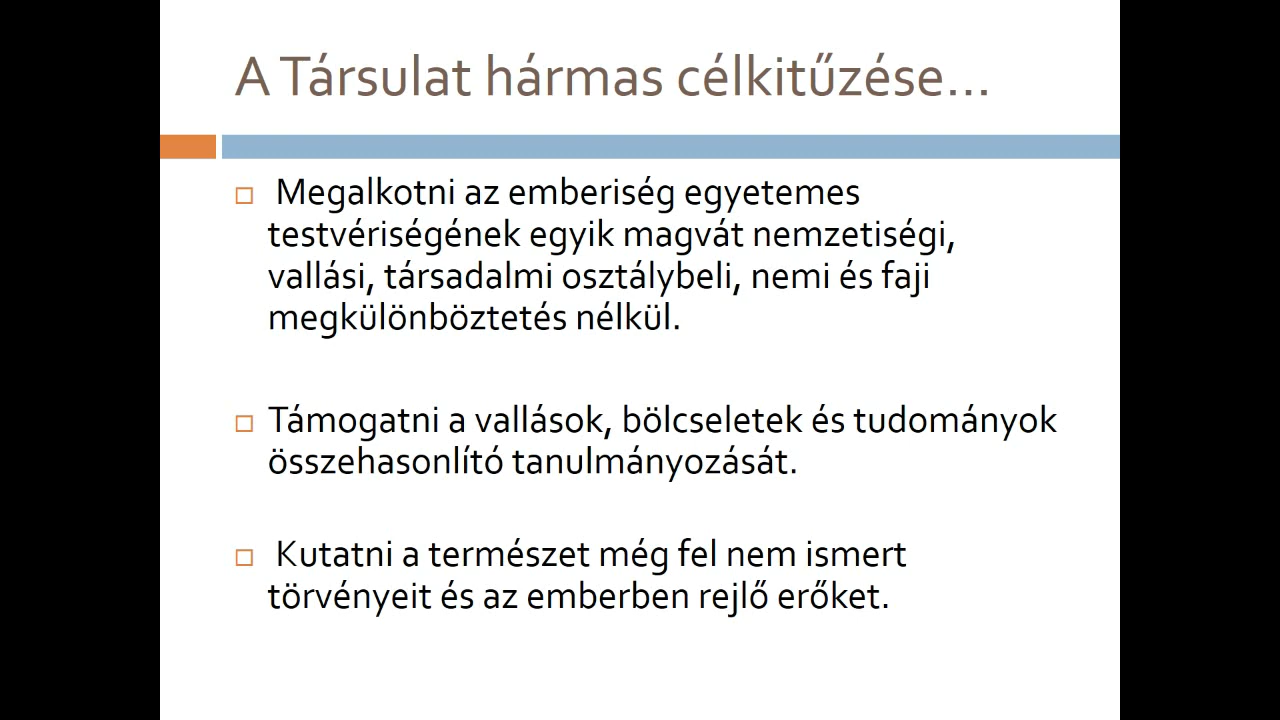 A Társulat hármas célkitűzése...
Megalkotni az emberiség egyetemes
testvériségének egyik magvát nemzetiségi,
vallási, társadalmi osztálybeli, nemi és faji
megkülönböztetés nélkül.
Támogatni a vallások, bölcseletek és tudományok
összehasonlító tanulmányozását.
Kutatni a természet még fel nem ismert
törvényeit és az emberben rejlő erőket.